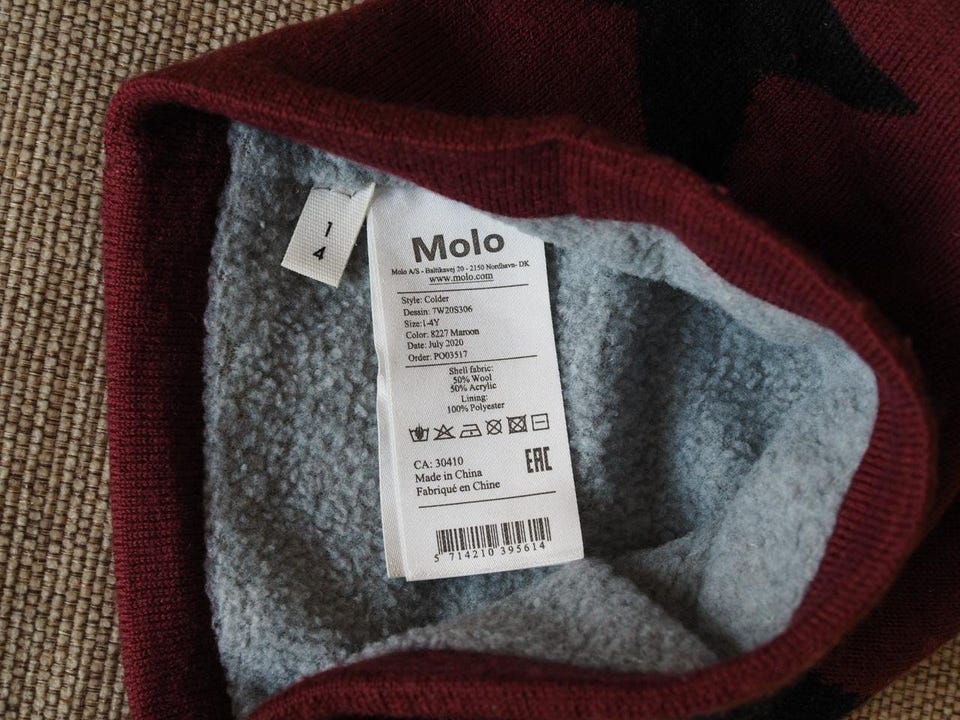 1
4
Molo
Molo A/S - Baltikavej 20 - 2150 Nordhavn- DK
www.molo.com
Style: Colder
Dessin: 7W20S306
Size:1-4Y
Color: 8227 Maroon
Date: July 2020
Order: PO03517
Shell fabric:
50% Wool
50% Acrylic
Lining:
100% Polyester
CA: 30410
EAC
Made in China
Fabriqué en Chine
5 714210 395614